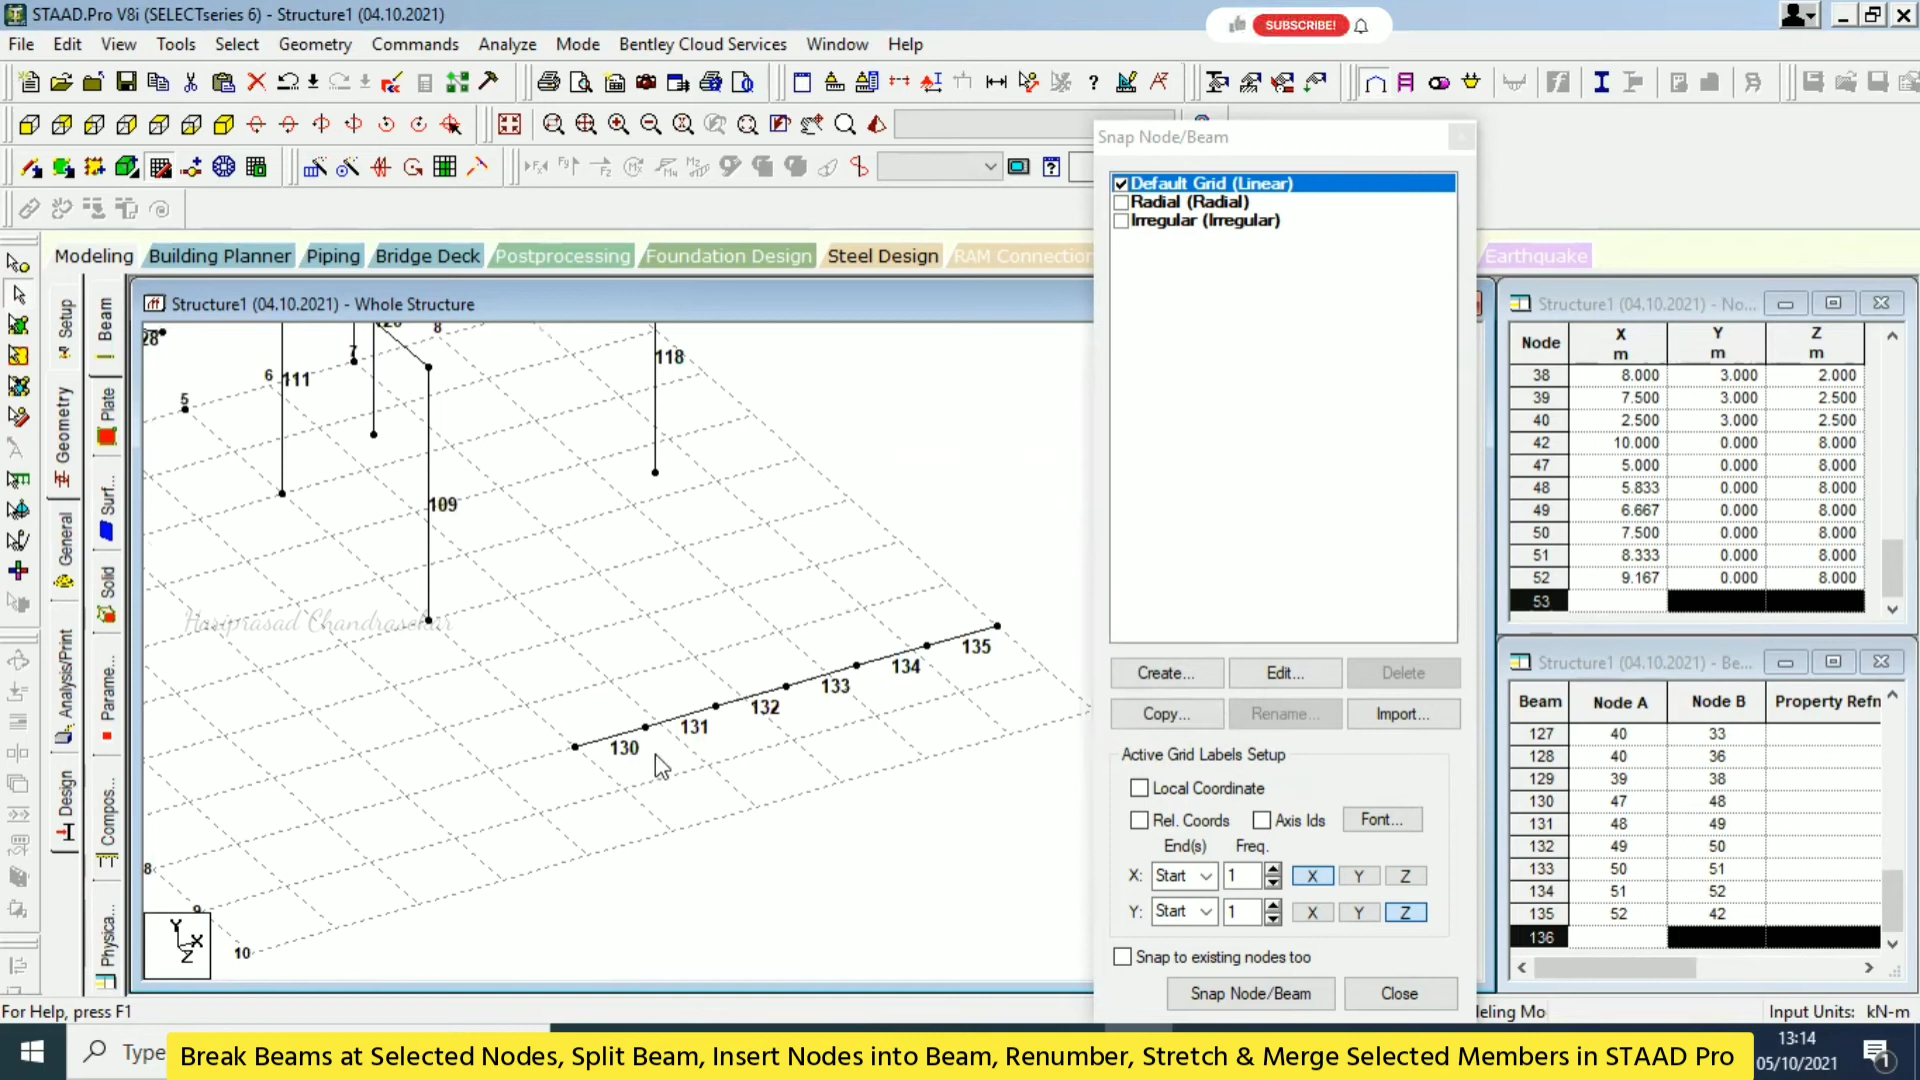 STAAD.Pro V8i (SELECTseries 6) - Structure1 (04.10.2021)
SUBSCRIBE!
File Edit View Tools Select Geometry Commands Analyze Mode Bentley Cloud Services Window Help
Snap Node/Beam
Default Grid (Linear)
Radial (Radial)
Irregular (Irregular)
Modeling Building Planner Piping Bridge Deck Postprocessing Foundation Design Steel Design RAM Connection Earthquake
Setup
Geometry
General
Analysis/Print
Design
Beam
Plate
Surf...
Solid
Parame...
Compos...
Physica...
Structure1 (04.10.2021) - Whole Structure
28
8
7
6
111
5
118
109
Hariprasad Chandrasekar
135
134
133
132
131
130
8
9
10
Y
X
Z
Create... Edit... Delete
Copy... Rename... Import...
Active Grid Labels Setup
Local Coordinate
Rel. Coords Axis Ids Font...
End(s) Freq.
X: Start 1 X Y Z
Y: Start 1 X Y Z
Snap to existing nodes too
Snap Node/Beam Close
Structure1 (04.10.2021) - No...
Node X m Y m Z m
38 8.000 3.000 2.000
39 7.500 3.000 2.500
40 2.500 3.000 2.500
42 10.000 0.000 8.000
47 5.000 0.000 8.000
48 5.833 0.000 8.000
49 6.667 0.000 8.000
50 7.500 0.000 8.000
51 8.333 0.000 8.000
52 9.167 0.000 8.000
53
Structure1 (04.10.2021) - Be...
Beam Node A Node B Property Refn
127 40 33
128 40 36
129 39 38
130 47 48
131 48 49
132 49 50
133 50 51
134 51 52
135 52 42
136
For Help, press F1
eling Mo
Input Units: kN-m
Type
Break Beams at Selected Nodes, Split Beam, Insert Nodes into Beam, Renumber, Stretch & Merge Selected Members in STAAD Pro
13:14
05/10/2021
1